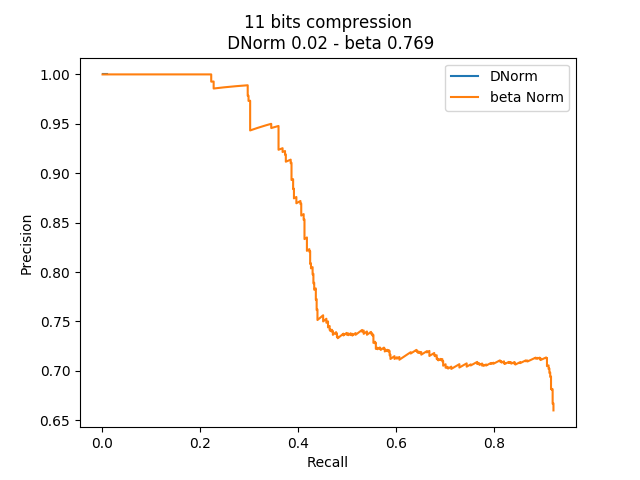 11 bits compression
DNorm 0.02 - beta 0.769
DNorm
beta Norm
1.00
0.95
0.90
0.85
0.80
0.75
0.70
0.65
Precision
0.0
0.2
0.4
0.6
0.8
Recall